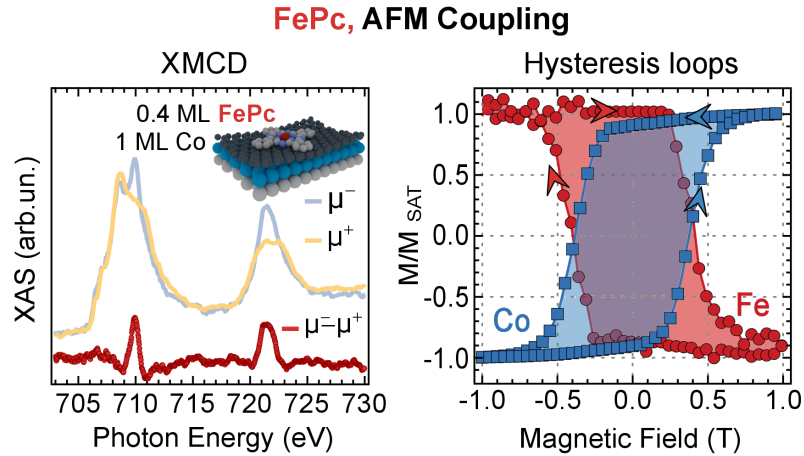 FePc, AFM Coupling
XMCD
0.4 ML FePc
1 ML Co
μ⁻
μ⁺
μ⁻-μ⁺
XAS (arb.un.)
705 710 715 720 725 730
Photon Energy (eV)
Hysteresis loops
M/M SAT
1.0
0.5
0.0
-0.5
-1.0
Co
Fe
-1.0 -0.5 0.0 0.5 1.0
Magnetic Field (T)